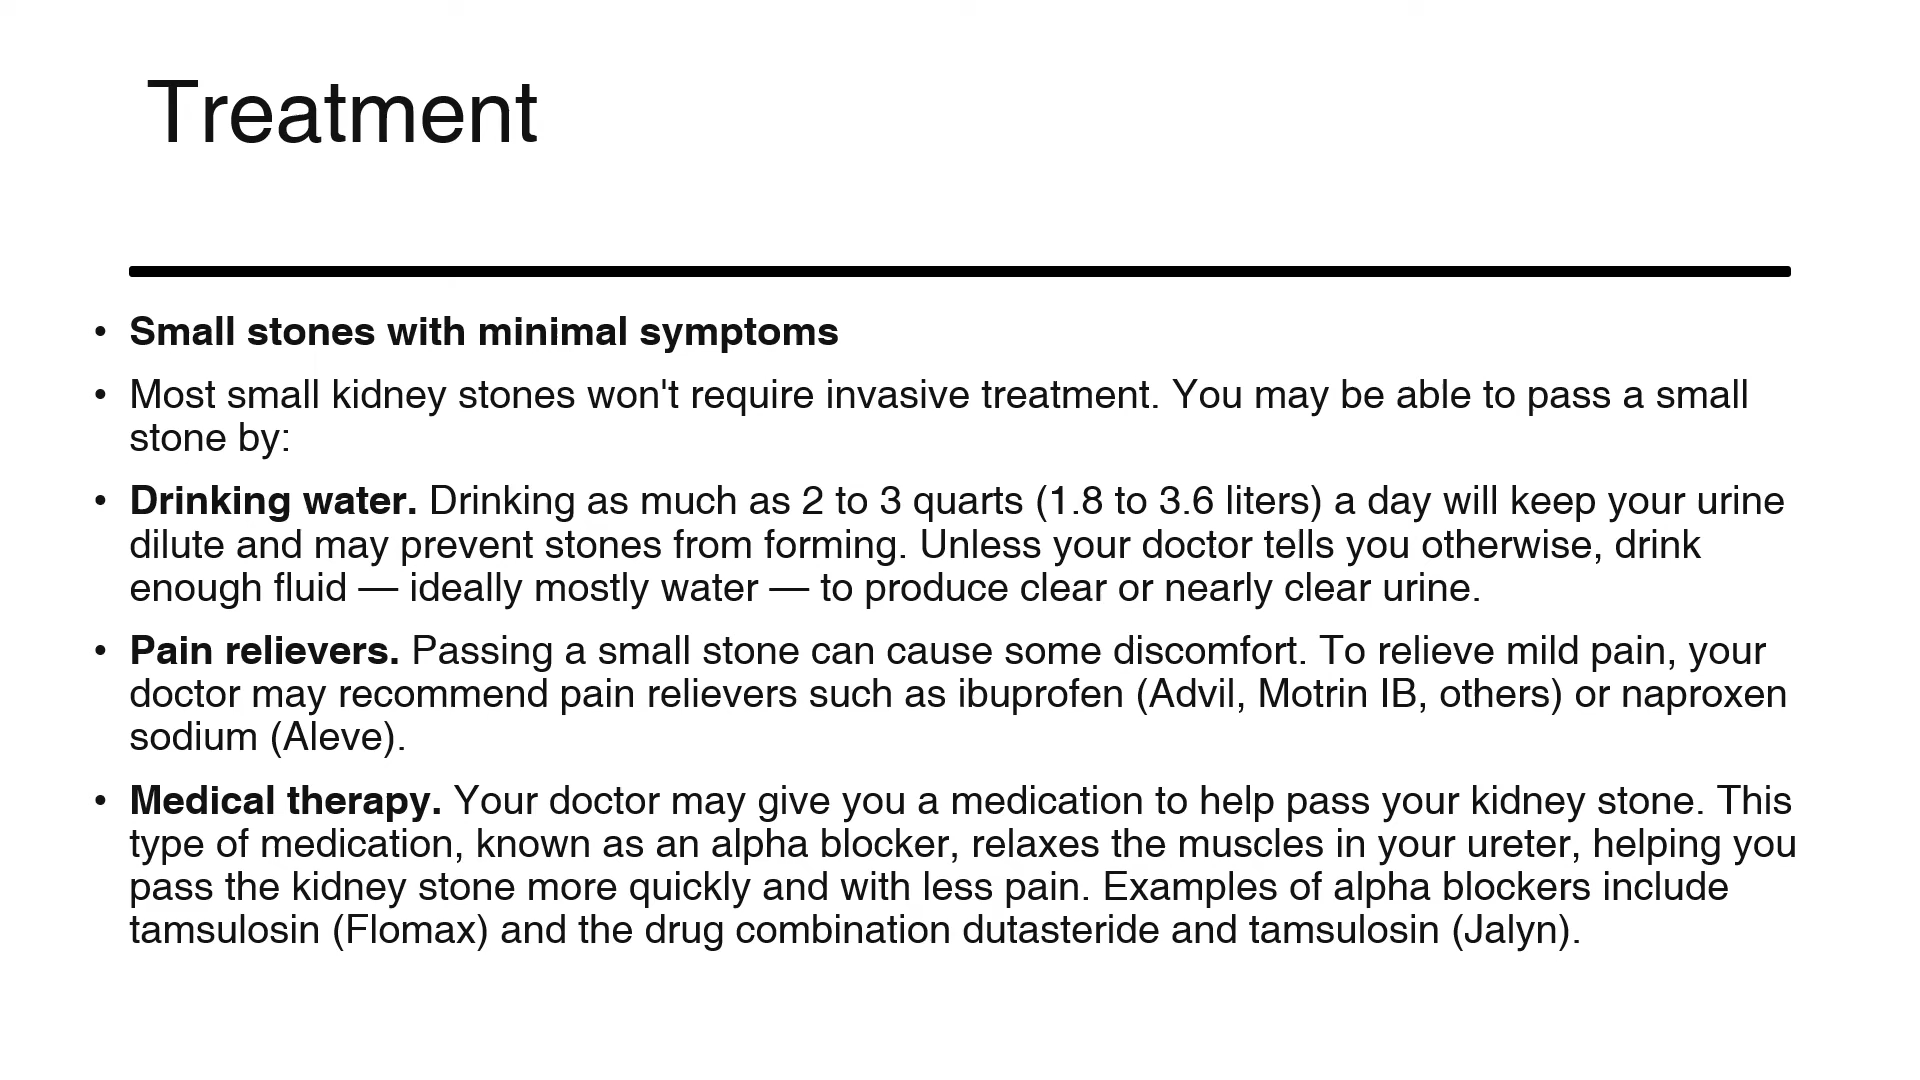 Treatment
• Small stones with minimal symptoms
• Most small kidney stones won't require invasive treatment. You may be able to pass a small
stone by:
• Drinking water. Drinking as much as 2 to 3 quarts (1.8 to 3.6 liters) a day will keep your urine
dilute and may prevent stones from forming. Unless your doctor tells you otherwise, drink
enough fluid — ideally mostly water — to produce clear or nearly clear urine.
• Pain relievers. Passing a small stone can cause some discomfort. To relieve mild pain, your
doctor may recommend pain relievers such as ibuprofen (Advil, Motrin IB, others) or naproxen
sodium (Aleve).
• Medical therapy. Your doctor may give you a medication to help pass your kidney stone. This
type of medication, known as an alpha blocker, relaxes the muscles in your ureter, helping you
pass the kidney stone more quickly and with less pain. Examples of alpha blockers include
tamsulosin (Flomax) and the drug combination dutasteride and tamsulosin (Jalyn).